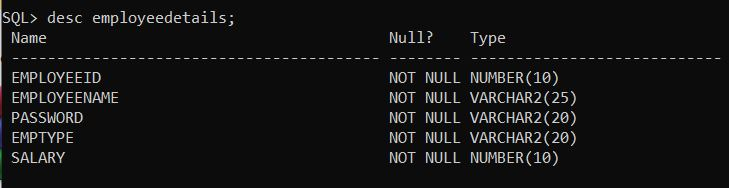 SQL> desc employeedetails;
Name Null? Type
----------------------------------------- -------- ----------------------------
EMPLOYEEID NOT NULL NUMBER(10)
EMPLOYEENAME NOT NULL VARCHAR2(25)
PASSWORD NOT NULL VARCHAR2(20)
EMPTYPE NOT NULL VARCHAR2(20)
SALARY NOT NULL NUMBER(10)